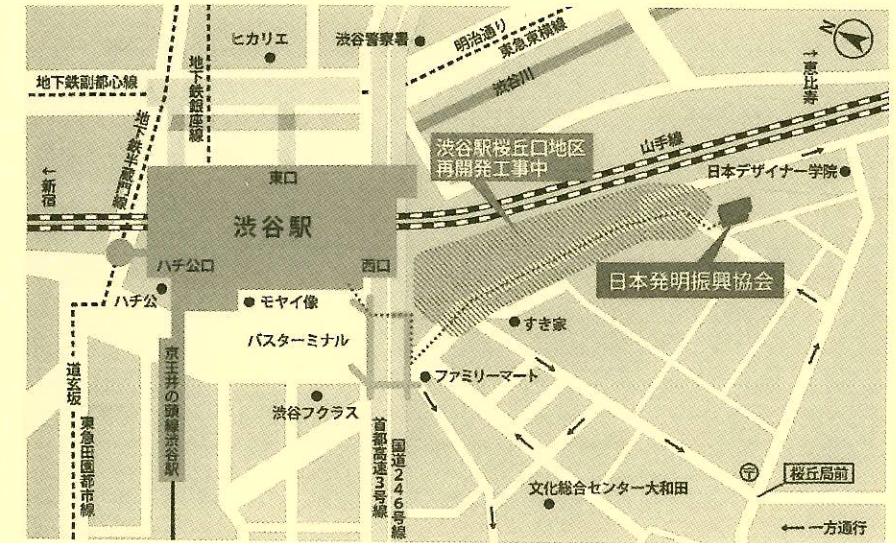 ヒカリエ
渋谷警察署
明治通り
東急東横線
渋谷川
N
↑恵比寿
地下鉄副都心線
地下鉄銀座線
地下鉄半蔵門線
渋谷駅桜丘口地区
再開発工事中
山手線
日本デザイナー学院
↑新宿
東口
渋谷駅
ハチ公口
西口
日本発明振興協会
ハチ公
モヤイ像
バスターミナル
すき家
ファミリーマート
道玄坂
東急田園都市線
京王井の頭線渋谷駅
渋谷フクラス
首都高速3号線
国道246号線
文化総合センター大和田
〒
桜丘局前
←一方通行